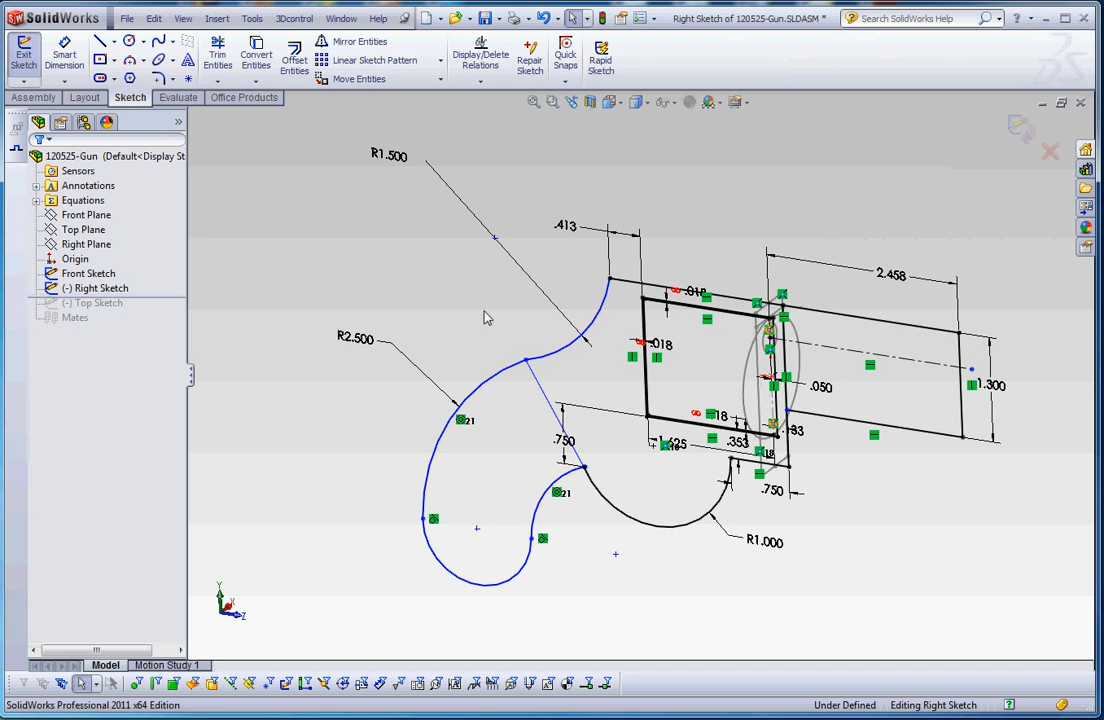 SolidWorks File Edit View Insert Tools 3Dcontrol Window Help Right Sketch of 120525-Gun.SLDASM * Search SolidWorks Help
Exit Sketch
Smart Dimension
Trim Entities
Convert Entities
Offset Entities
Mirror Entities
Linear Sketch Pattern
Move Entities
Display/Delete Relations
Repair Sketch
Quick Snaps
Rapid Sketch
Assembly Layout Sketch Evaluate Office Products
120525-Gun (Default<Display St
Sensors
Annotations
Equations
Front Plane
Top Plane
Right Plane
Origin
Front Sketch
(-) Right Sketch
(-) Top Sketch
Mates
R1.500
.413
2.458
.018
R2.500
.018
1.300
.050
21
.750
1.625
.353
18
21
.750
R1.000
Y
X
Z
Model Motion Study 1
SolidWorks Professional 2011 x64 Edition Under Defined Editing Right Sketch